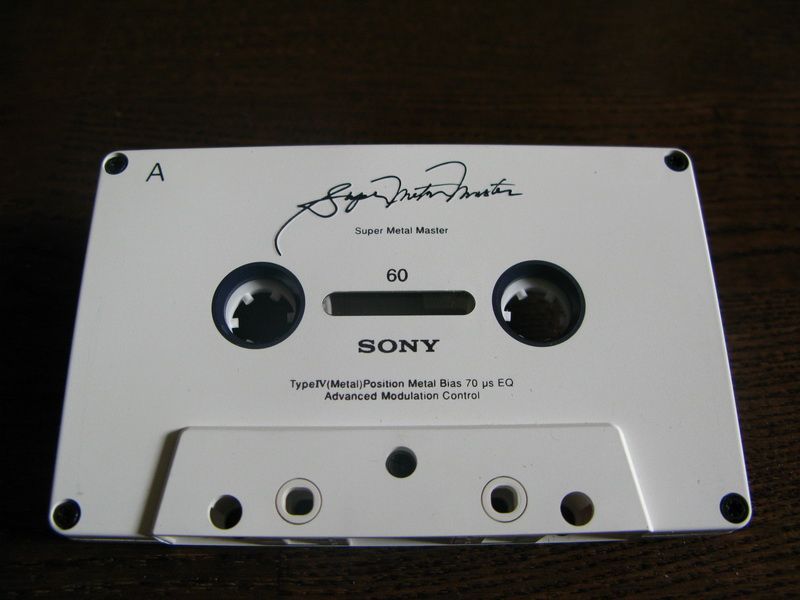 A
Super Metal Master
Super Metal Master
60
SONY
TypeIV(Metal)Position Metal Bias 70 µs EQ
Advanced Modulation Control